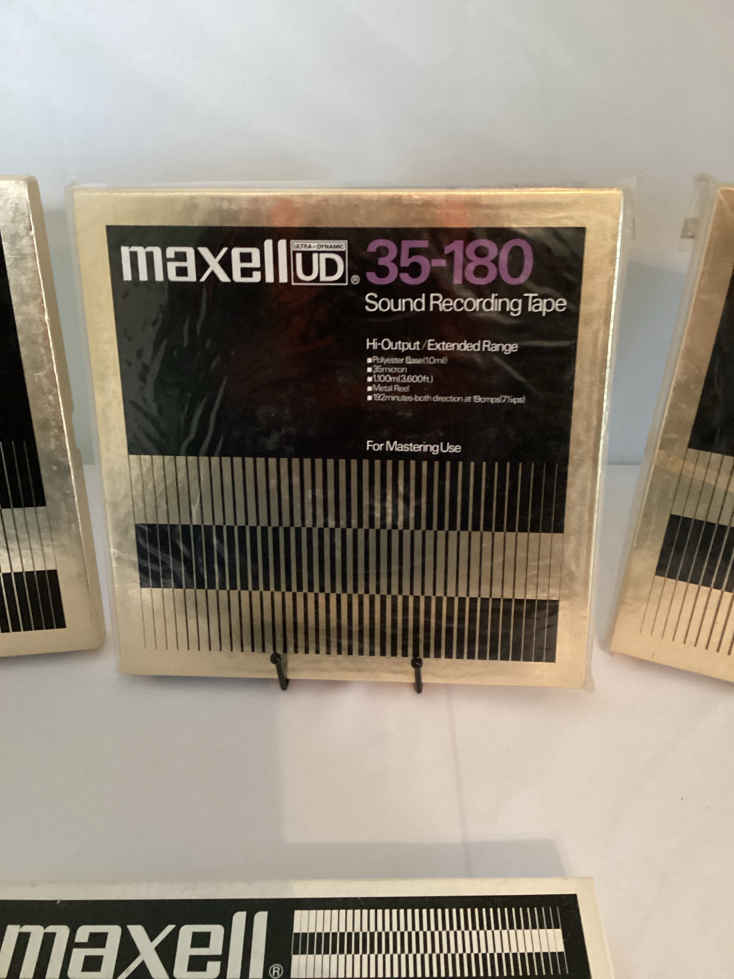 maxell ULTRA-DYNAMIC UD® 35-180
Sound Recording Tape
Hi-Output/Extended Range
■Polyester Base(1.0mil)
■35micron
■1,100m(3,600ft.)
■Metal Reel
■192minutes-both direction at 19cmps(7½ips)
For Mastering Use
maxell®